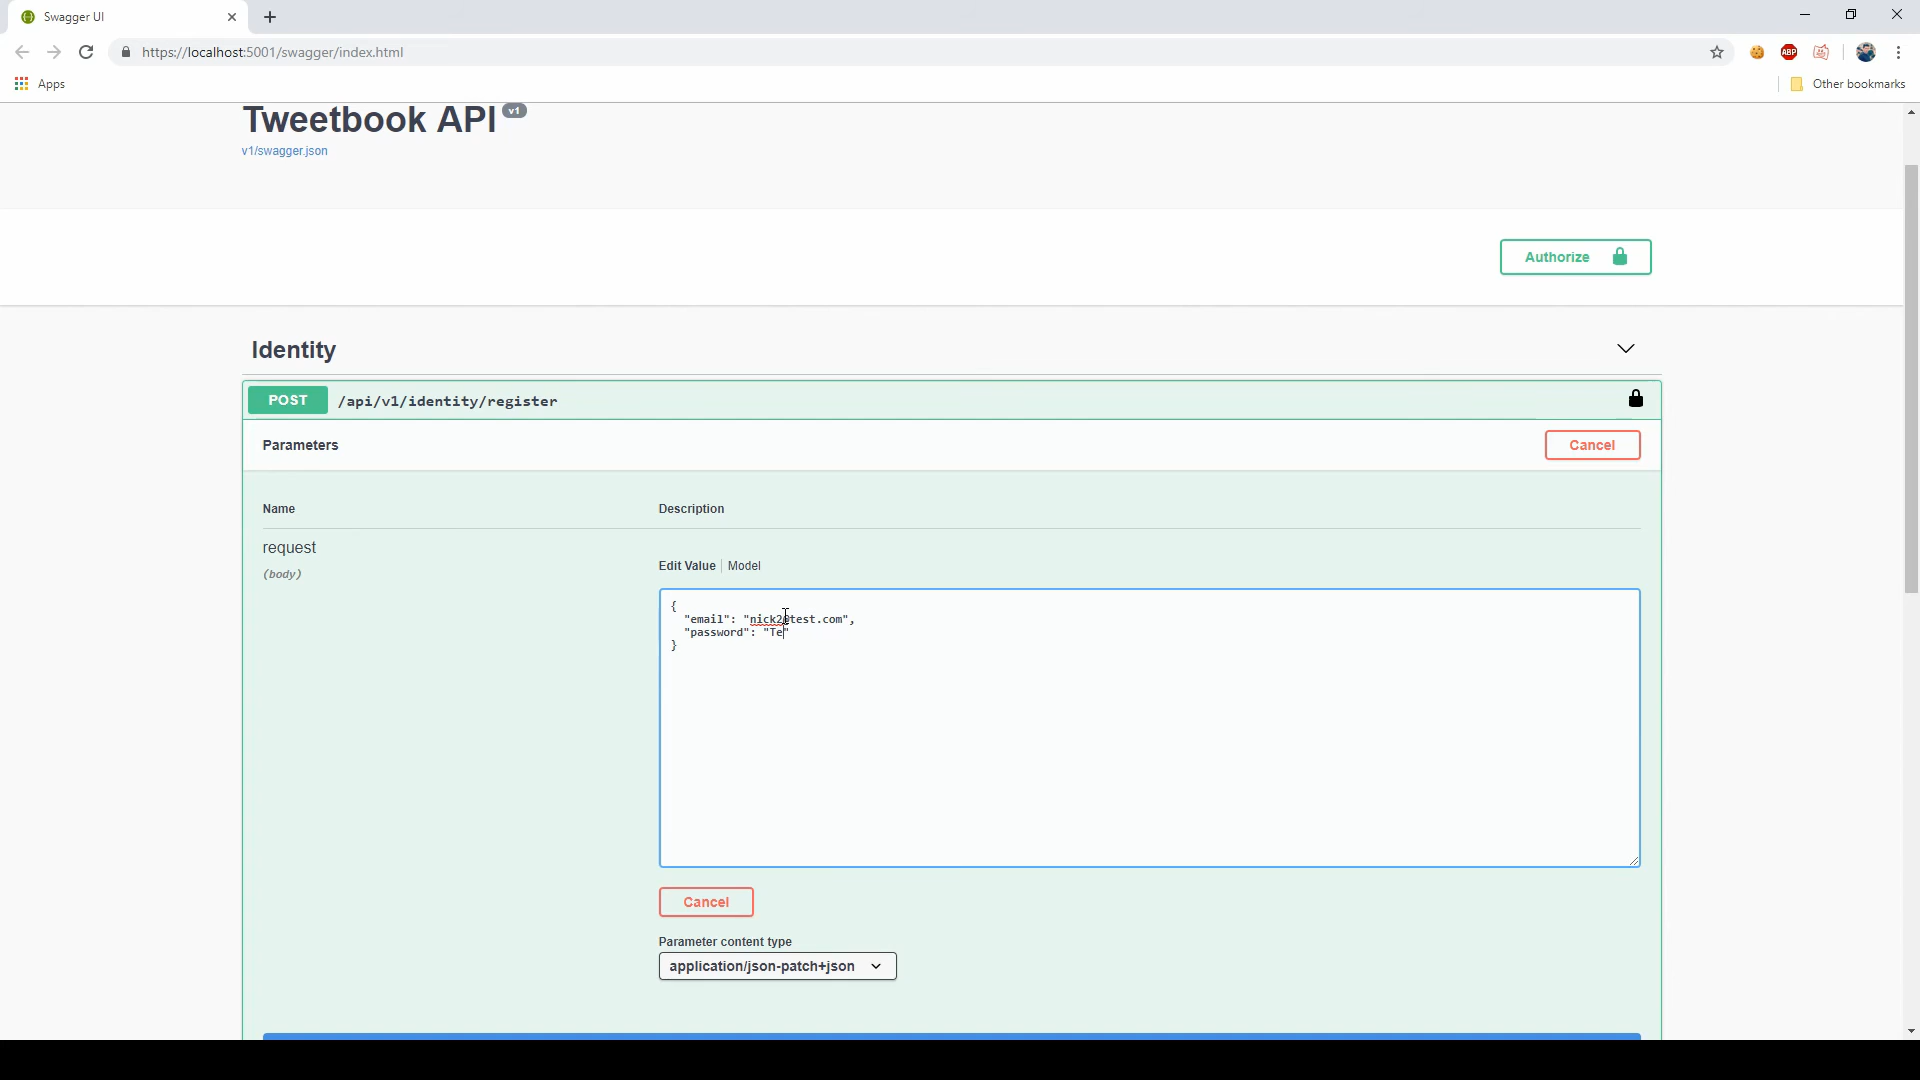 Swagger UI
https://localhost:5001/swagger/index.html
ABP
Apps
Other bookmarks
Tweetbook API v1
v1/swagger.json
Authorize
Identity
POST /api/v1/identity/register
Parameters
Cancel
Name
Description
request
(body)
Edit Value Model
{
"email": "nick2@test.com",
"password": "Te"
}
Cancel
Parameter content type
application/json-patch+json